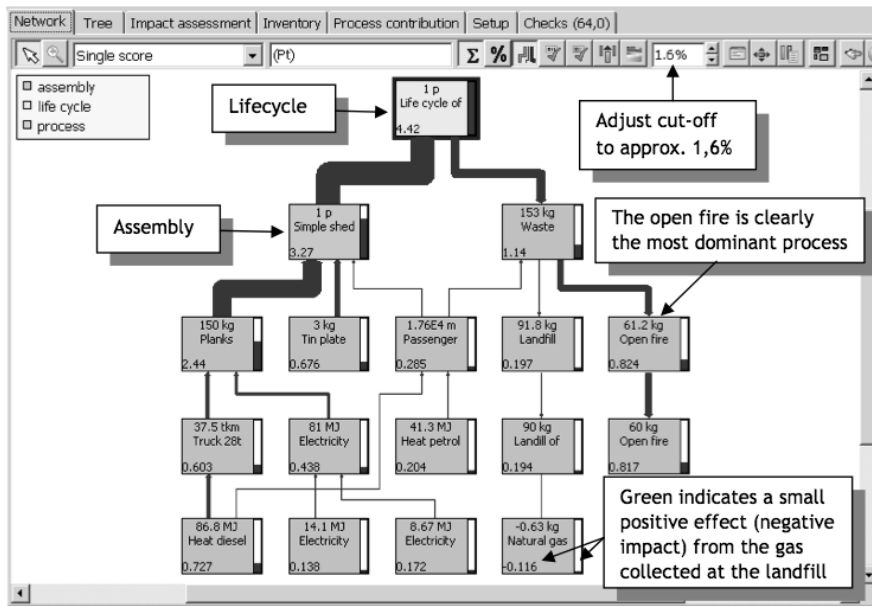 Network Tree Impact assessment Inventory Process contribution Setup Checks (64,0)
Single score (Pt) Σ % 1.6%
assembly
life cycle
process
Lifecycle
1 p
Life cycle of
4.42
Adjust cut-off
to approx. 1,6%
Assembly
1 p
Simple shed
3.27
153 kg
Waste
1.14
The open fire is clearly
the most dominant process
150 kg
Planks
2.44
3 kg
Tin plate
0.676
1.76E4 m
Passenger
0.285
91.8 kg
Landfill
0.197
61.2 kg
Open fire
0.824
37.5 tkm
Truck 28t
0.603
81 MJ
Electricity
0.438
41.3 MJ
Heat petrol
0.204
90 kg
Landill of
0.194
60 kg
Open fire
0.817
86.8 MJ
Heat diesel
0.727
14.1 MJ
Electricity
0.138
8.67 MJ
Electricity
0.172
-0.63 kg
Natural gas
-0.116
Green indicates a small
positive effect (negative
impact) from the gas
collected at the landfill